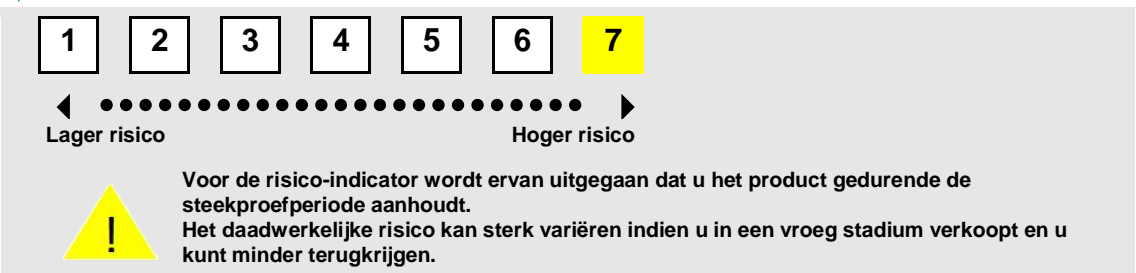 1 2 3 4 5 6 7
Lager risico Hoger risico
!
Voor de risico-indicator wordt ervan uitgegaan dat u het product gedurende de
steekproefperiode aanhoudt.
Het daadwerkelijke risico kan sterk variëren indien u in een vroeg stadium verkoopt en u
kunt minder terugkrijgen.